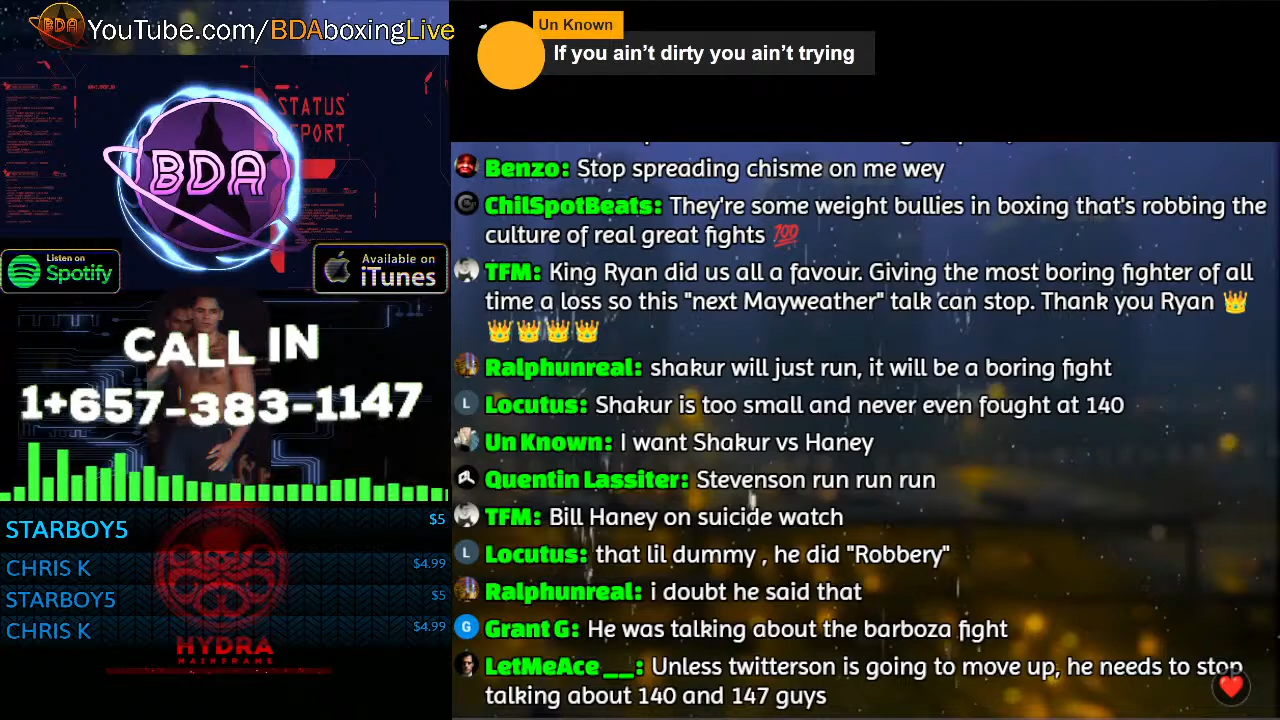 YouTube.com/BDAboxingLive
BDA
STATUS
REPORT
BDA
Listen on
Spotify
Available on
iTunes
CALL IN
1+657-383-1147
STARBOY5 $5
CHRIS K $4.99
STARBOY5 $5
CHRIS K $4.99
HYDRA
MAINFRAME
Un Known
If you ain’t dirty you ain’t trying
Benzo: Stop spreading chisme on me wey
ChilSpotBeats: They're some weight bullies in boxing that's robbing the
culture of real great fights 💯
TFM: King Ryan did us all a favour. Giving the most boring fighter of all
time a loss so this "next Mayweather" talk can stop. Thank you Ryan 👑
👑👑👑👑
Ralphunreal: shakur will just run, it will be a boring fight
L Locutus: Shakur is too small and never even fought at 140
Un Known: I want Shakur vs Haney
Quentin Lassiter: Stevenson run run run
TFM: Bill Haney on suicide watch
L Locutus: that lil dummy , he did "Robbery"
Ralphunreal: i doubt he said that
G Grant G: He was talking about the barboza fight
LetMeAce__: Unless twitterson is going to move up, he needs to stop
talking about 140 and 147 guys